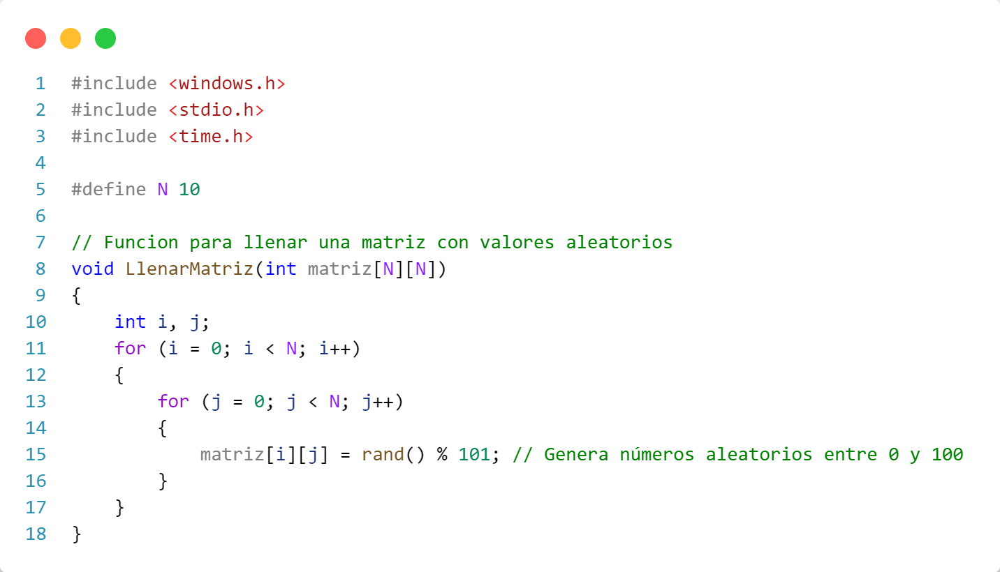 1 #include <windows.h>
2 #include <stdio.h>
3 #include <time.h>
4
5 #define N 10
6
7 // Funcion para llenar una matriz con valores aleatorios
8 void LlenarMatriz(int matriz[N][N])
9 {
10     int i, j;
11     for (i = 0; i < N; i++)
12     {
13         for (j = 0; j < N; j++)
14         {
15             matriz[i][j] = rand() % 101; // Genera números aleatorios entre 0 y 100
16         }
17     }
18 }